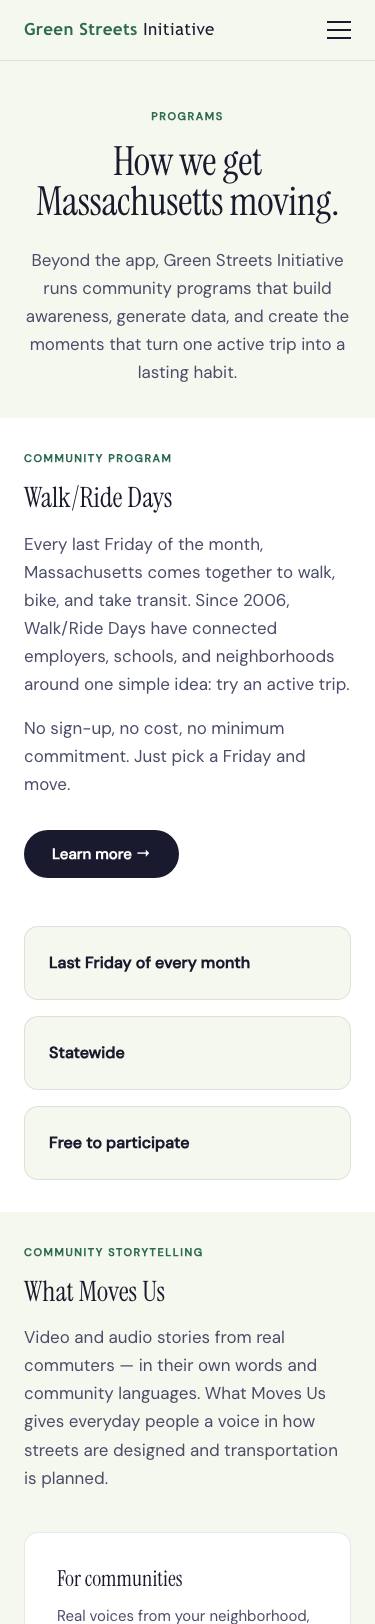 Green Streets Initiative
PROGRAMS
How we get
Massachusetts moving.
Beyond the app, Green Streets Initiative
runs community programs that build
awareness, generate data, and create the
moments that turn one active trip into a
lasting habit.
COMMUNITY PROGRAM
Walk/Ride Days
Every last Friday of the month,
Massachusetts comes together to walk,
bike, and take transit. Since 2006,
Walk/Ride Days have connected
employers, schools, and neighborhoods
around one simple idea: try an active trip.
No sign-up, no cost, no minimum
commitment. Just pick a Friday and
move.
Learn more →
Last Friday of every month
Statewide
Free to participate
COMMUNITY STORYTELLING
What Moves Us
Video and audio stories from real
commuters — in their own words and
community languages. What Moves Us
gives everyday people a voice in how
streets are designed and transportation
is planned.
For communities
Real voices from your neighborhood,